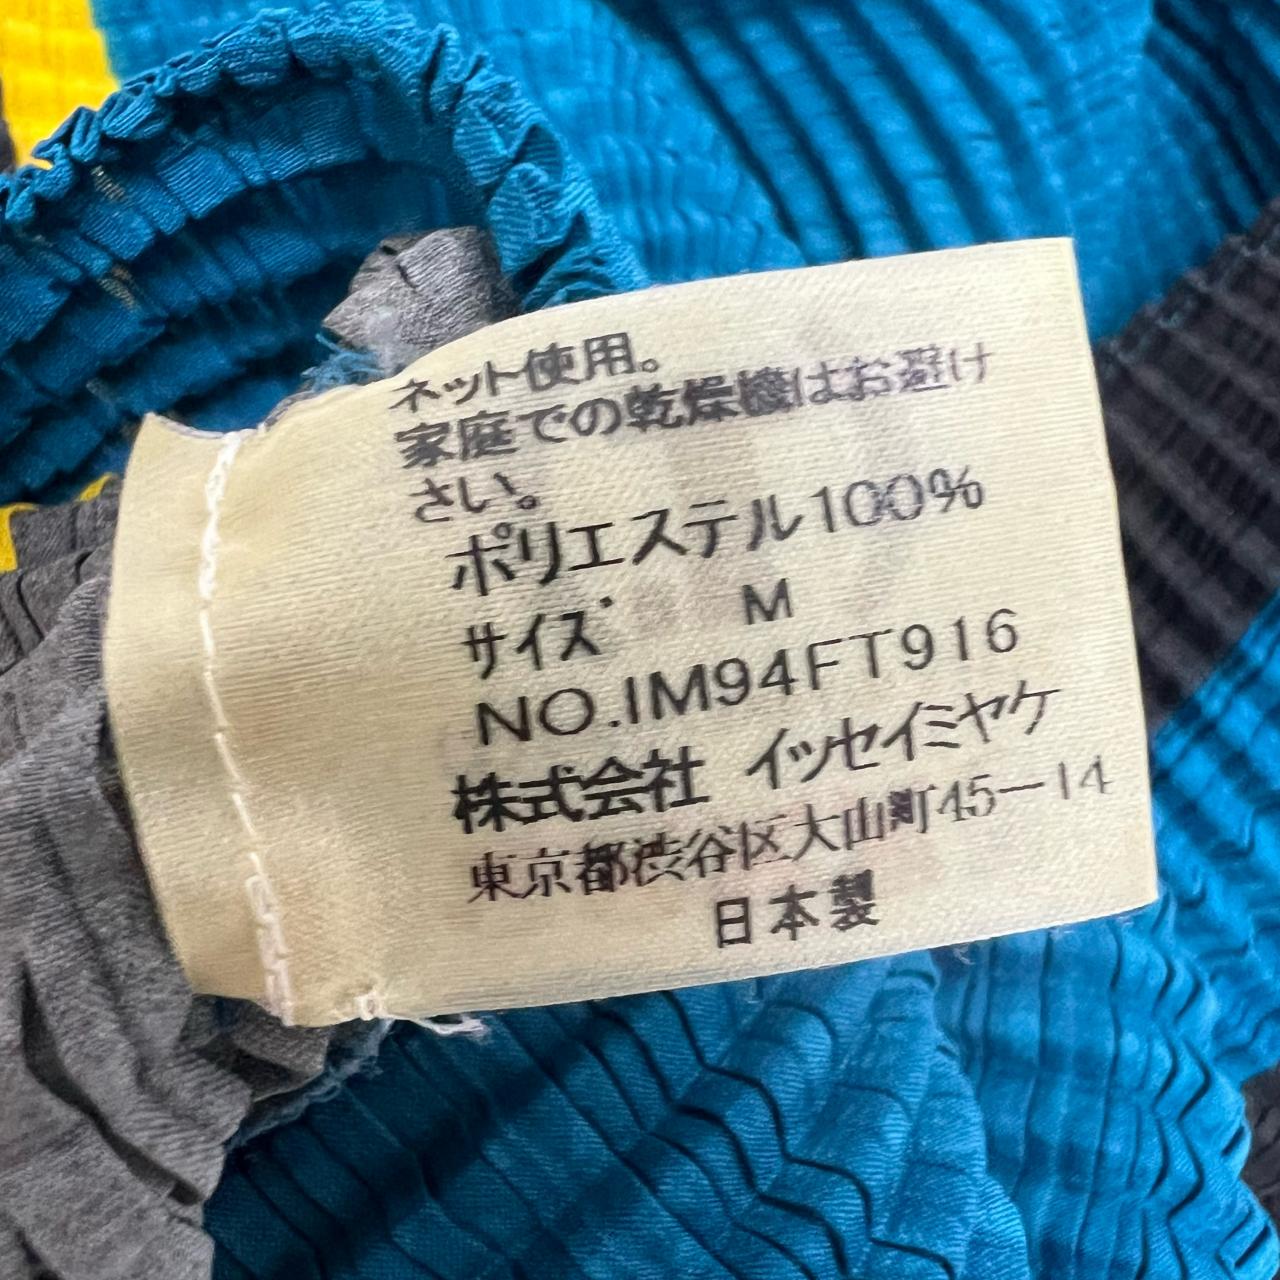 ネット使用。
家庭での乾燥機はお避け
さい。
ポリエステル100%
サイズ M
NO.IM94FT916
株式会社 イッセイミヤケ
東京都渋谷区大山町45－14
日本製